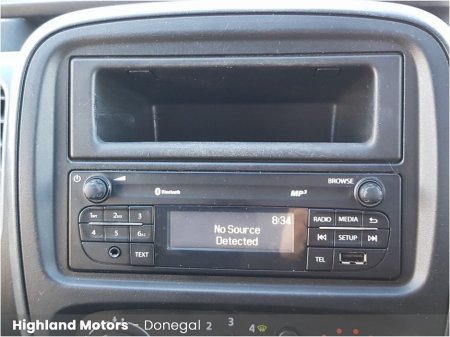 Bluetooth
MP3
BROWSE
1 2ABC 3
4 5 6
TEXT
8:34
No Source
Detected
RADIO MEDIA
SETUP
TEL
2 3 4
Highland Motors - Donegal